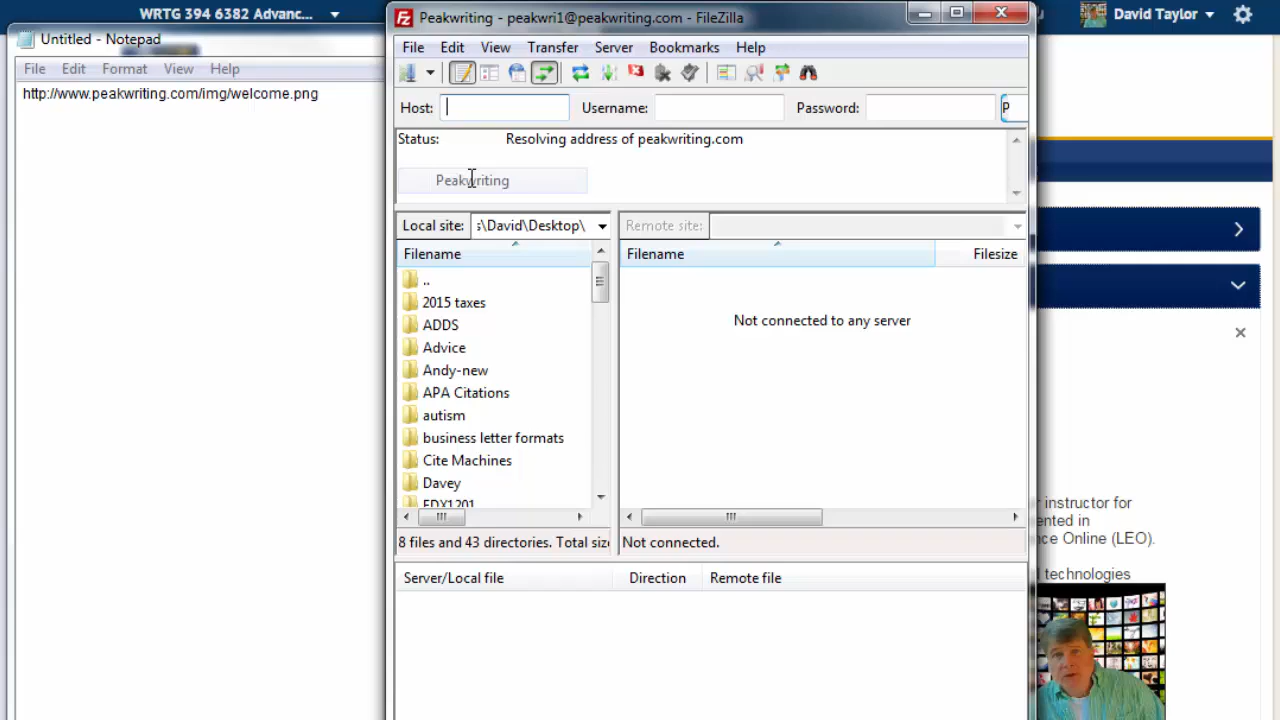 WRTG 394 6382 Advanc...
David Taylor
Untitled - Notepad
File Edit Format View Help
http://www.peakwriting.com/img/welcome.png
Peakwriting - peakwri1@peakwriting.com - FileZilla
File Edit View Transfer Server Bookmarks Help
Host: Username: Password: P
Status: Resolving address of peakwriting.com
Peakwriting
Local site: s\David\Desktop\ Remote site:
Filename Filename Filesize
..
2015 taxes
ADDS
Advice
Andy-new
APA Citations
autism
business letter formats
Cite Machines
Davey
EDX1201
Not connected to any server
8 files and 43 directories. Total size Not connected.
Server/Local file Direction Remote file
r instructor for
ented in
ce Online (LEO).
technologies